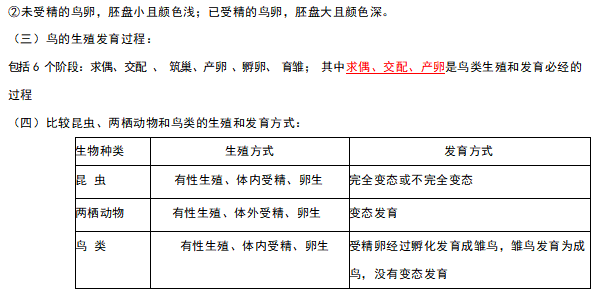 ②未受精的鸟卵，胚盘小且颜色浅；已受精的鸟卵，胚盘大且颜色深。
（三）鸟的生殖发育过程：
包括 6 个阶段：求偶、交配 、 筑巢、产卵 、孵卵、 育雏； 其中求偶、交配、产卵是鸟类生殖和发育必经的
过程
（四）比较昆虫、两栖动物和鸟类的生殖和发育方式：
生物种类 生殖方式 发育方式
昆 虫 有性生殖、体内受精、卵生 完全变态或不完全变态
两栖动物 有性生殖、体外受精、卵生 变态发育
鸟 类 有性生殖、体内受精、卵生 受精卵经过孵化发育成雏鸟，雏鸟发育为成
鸟，没有变态发育